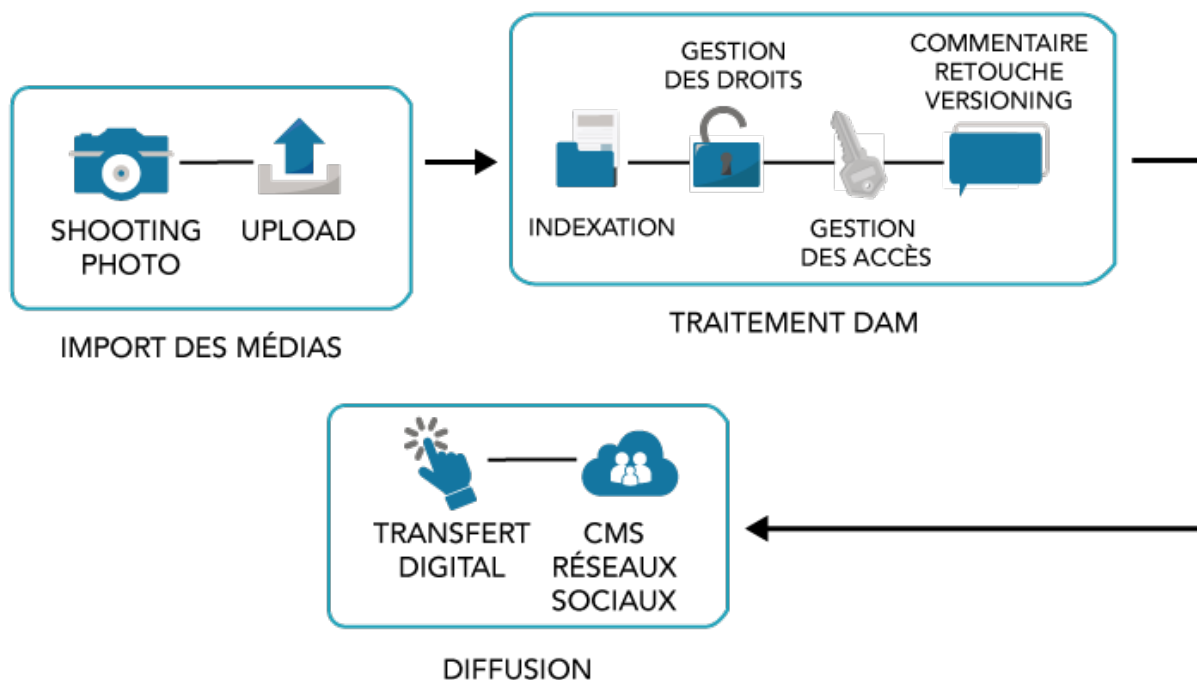 SHOOTING
PHOTO
UPLOAD
IMPORT DES MÉDIAS
INDEXATION
GESTION
DES DROITS
GESTION
DES ACCÈS
COMMENTAIRE
RETOUCHE
VERSIONING
TRAITEMENT DAM
TRANSFERT
DIGITAL
CMS
RÉSEAUX
SOCIAUX
DIFFUSION